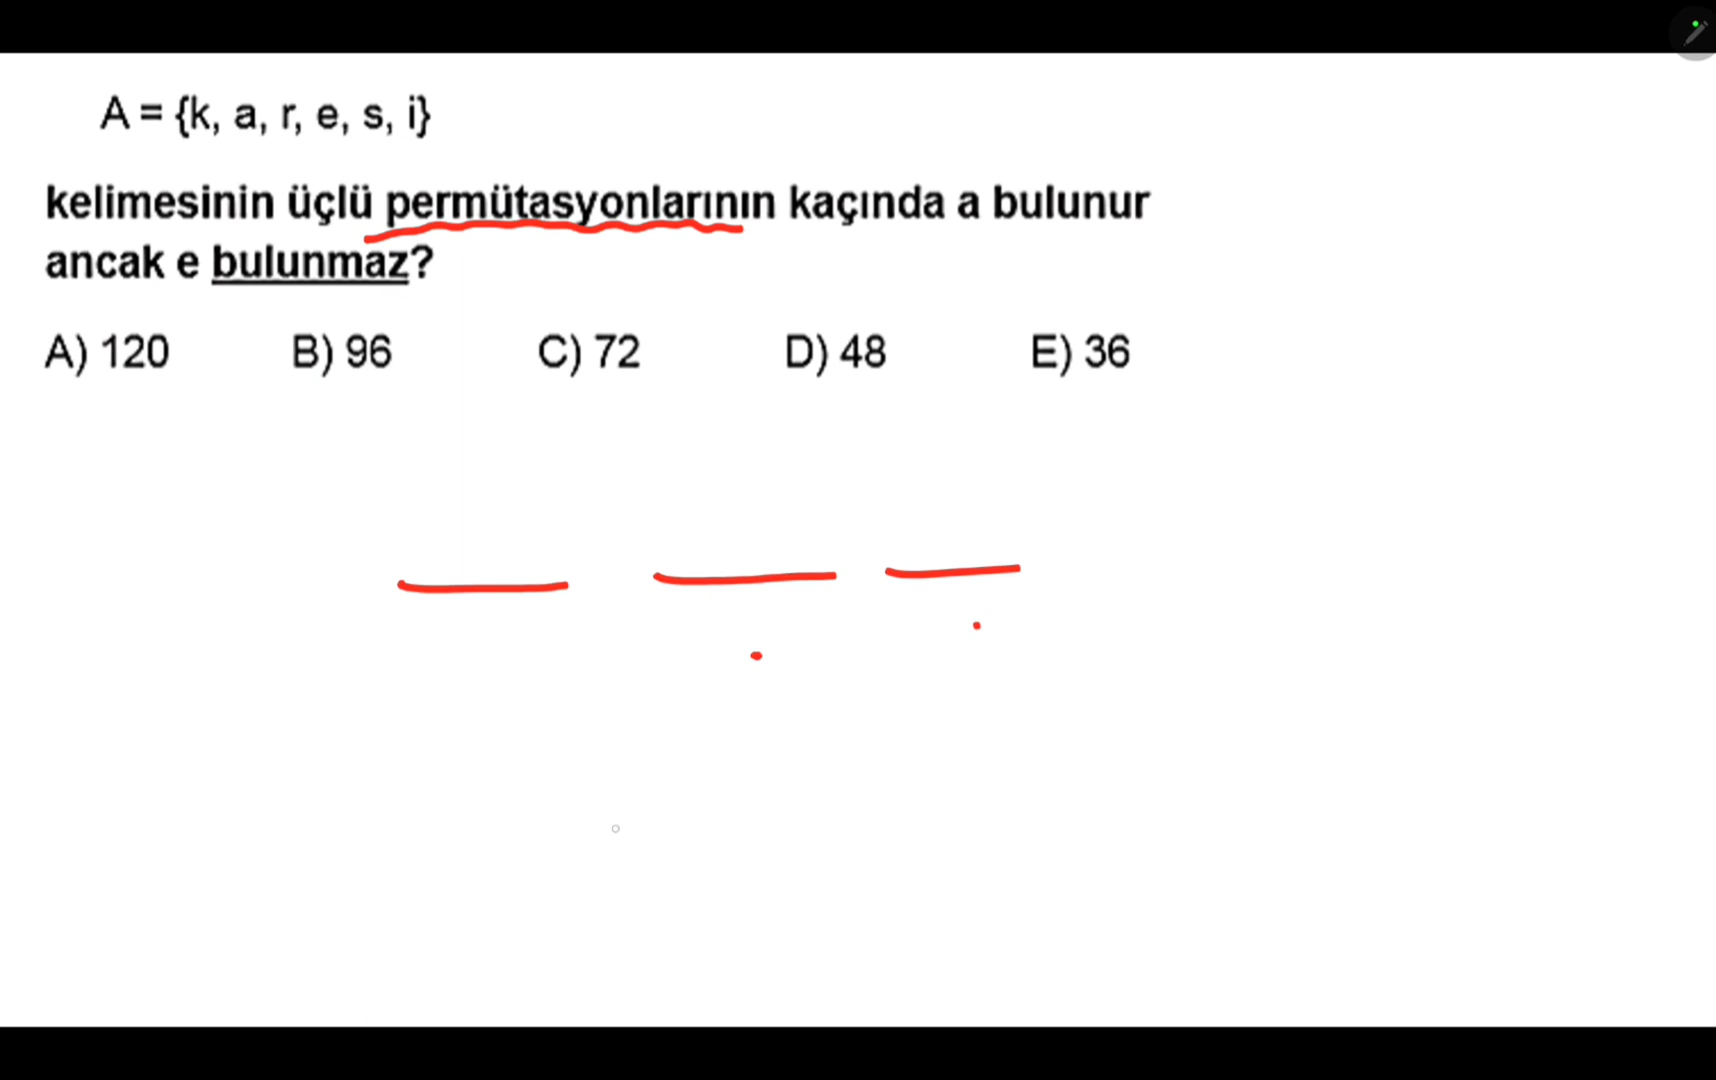 A = {k, a, r, e, s, i}
kelimesinin üçlü permütasyonlarının kaçında a bulunur
ancak e bulunmaz?
A) 120 B) 96 C) 72 D) 48 E) 36